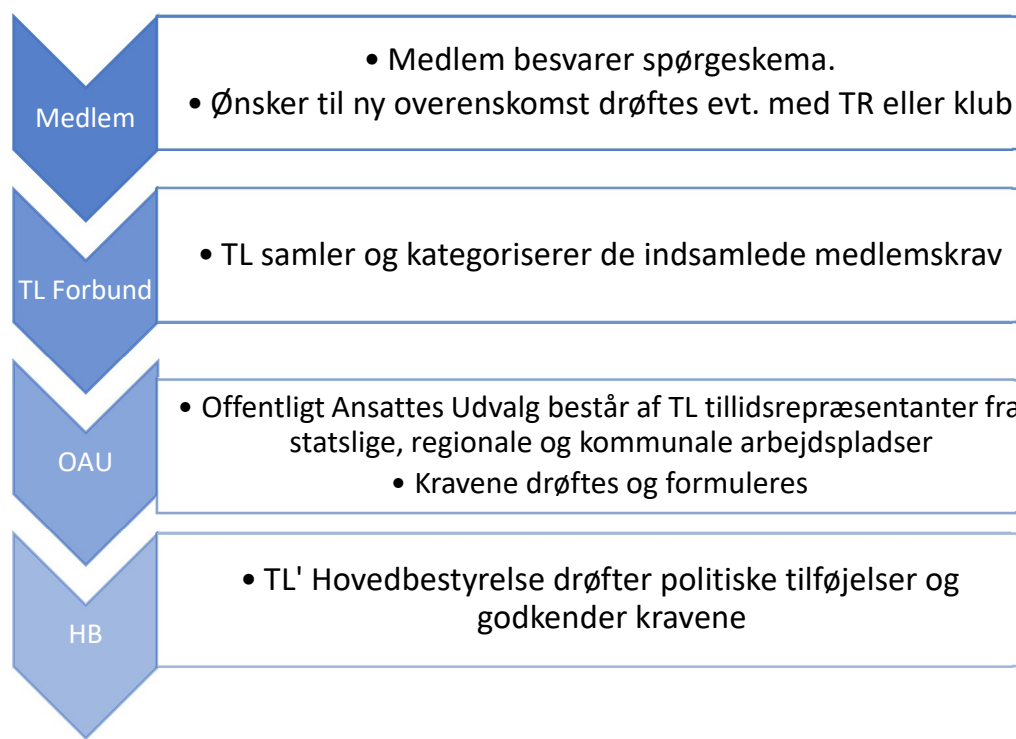 Medlem
• Medlem besvarer spørgeskema.
• Ønsker til ny overenskomst drøftes evt. med TR eller klub
TL Forbund
• TL samler og kategoriserer de indsamlede medlemskrav
OAU
• Offentligt Ansattes Udvalg består af TL tillidsrepræsentanter fra
statslige, regionale og kommunale arbejdspladser
• Kravene drøftes og formuleres
HB
• TL' Hovedbestyrelse drøfter politiske tilføjelser og
godkender kravene